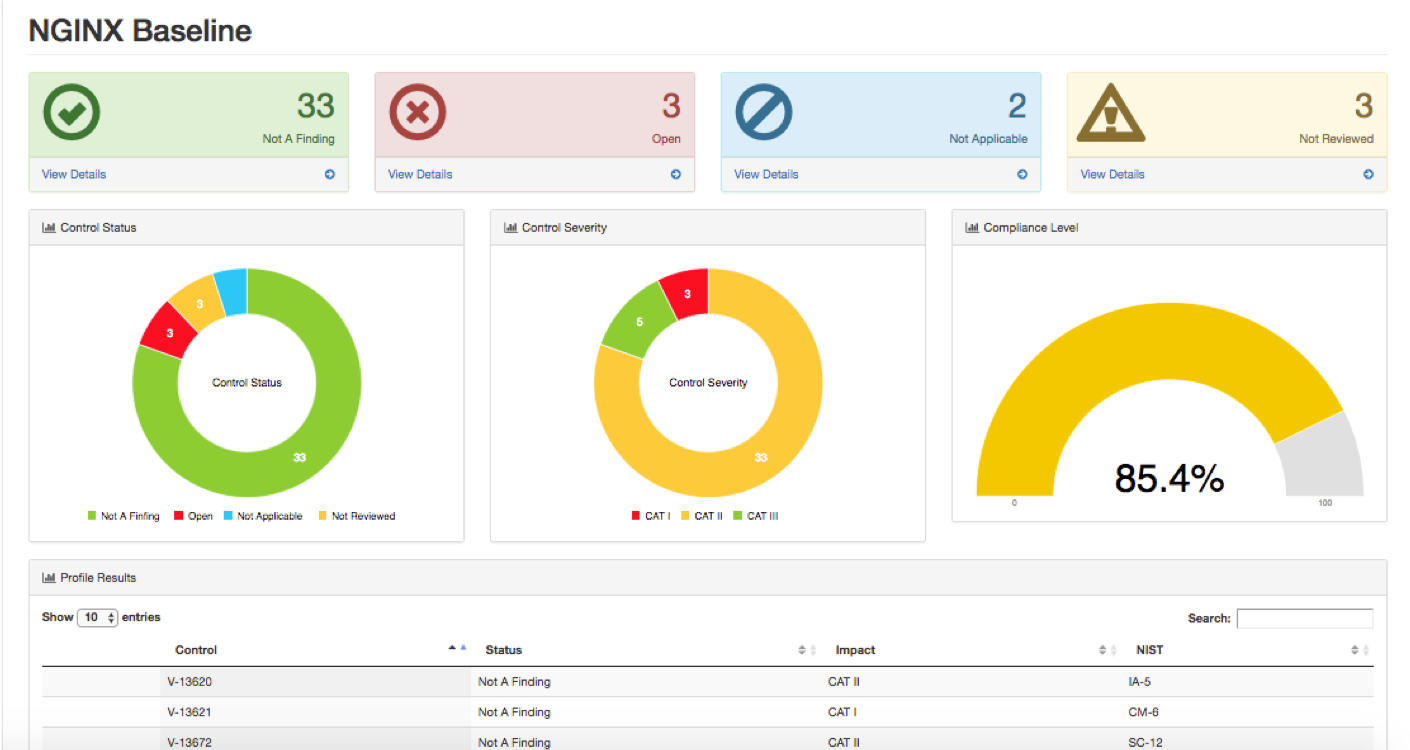 NGINX Baseline
33
Not A Finding
View Details
3
Open
View Details
2
Not Applicable
View Details
3
Not Reviewed
View Details
Control Status
3
3
Control Status
33
Not A Finfing Open Not Applicable Not Reviewed
Control Severity
3
5
Control Severity
33
CAT I CAT II CAT III
Compliance Level
85.4%
0 100
Profile Results
Show 10 entries
Search:
Control Status Impact NIST
V-13620 Not A Finding CAT II IA-5
V-13621 Not A Finding CAT I CM-6
V-13672 Not A Finding CAT II SC-12